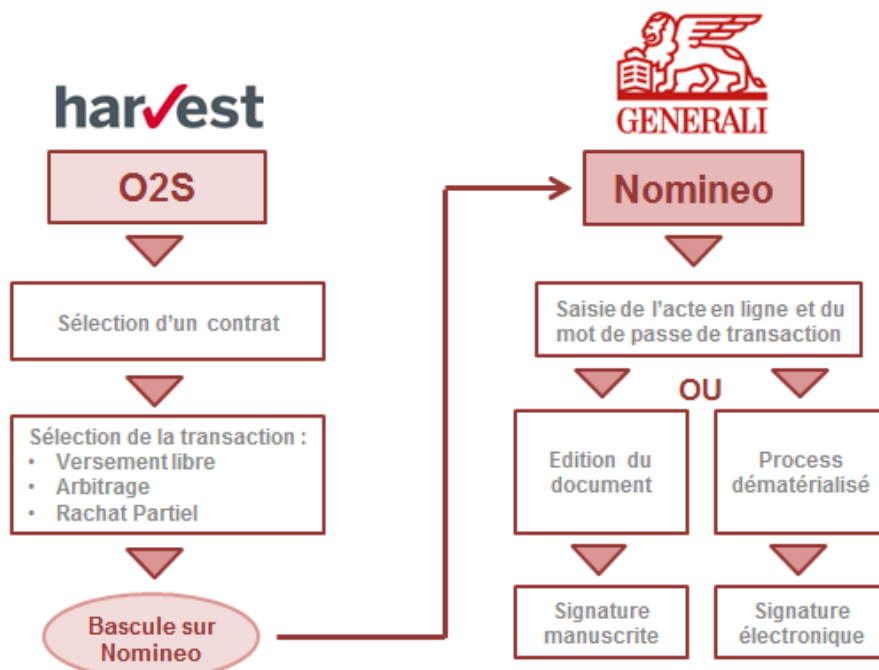 harvest
O2S
Sélection d'un contrat
Sélection de la transaction :
• Versement libre
• Arbitrage
• Rachat Partiel
Bascule sur
Nomineo
GENERALI
Nomineo
Saisie de l'acte en ligne et du
mot de passe de transaction
OU
Edition du
document
Process
dématérialisé
Signature
manuscrite
Signature
électronique